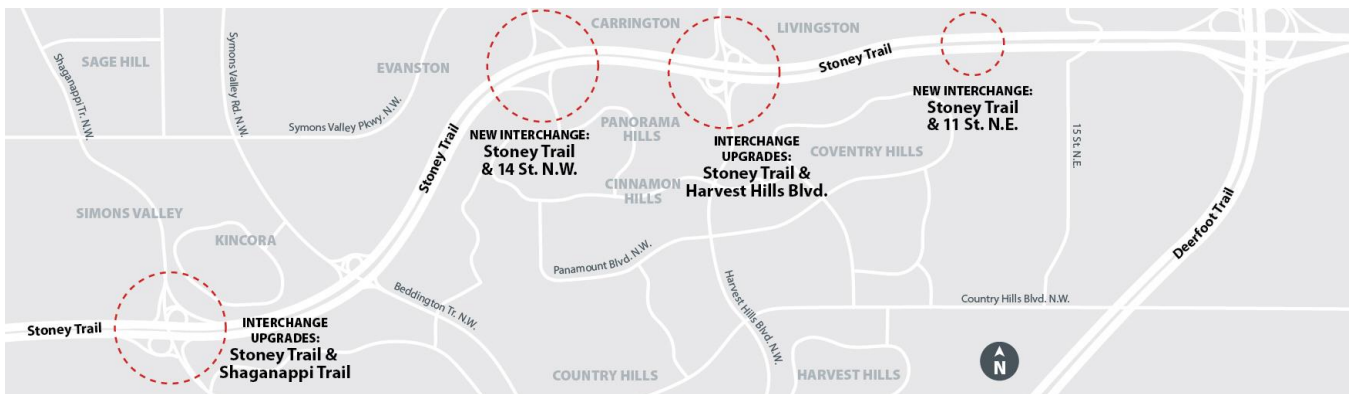 CARRINGTON
LIVINGSTON
SAGE HILL
EVANSTON
Shaganappi Tr. N.W.
Symons Valley Rd. N.W.
Symons Valley Pkwy. N.W.
Stoney Trail
Stoney Trail
NEW INTERCHANGE:
Stoney Trail
& 14 St. N.W.
PANORAMA
HILLS
INTERCHANGE
UPGRADES:
Stoney Trail &
Harvest Hills Blvd.
NEW INTERCHANGE:
Stoney Trail
& 11 St. N.E.
COVENTRY HILLS
15 St. N.E.
CINNAMON
HILLS
SIMONS VALLEY
KINCORA
Panamount Blvd. N.W.
Harvest Hills Blvd. N.W.
Deerfoot Trail
Beddington Tr. N.W.
Country Hills Blvd. N.W.
Stoney Trail
INTERCHANGE
UPGRADES:
Stoney Trail &
Shaganappi Trail
COUNTRY HILLS
HARVEST HILLS
N